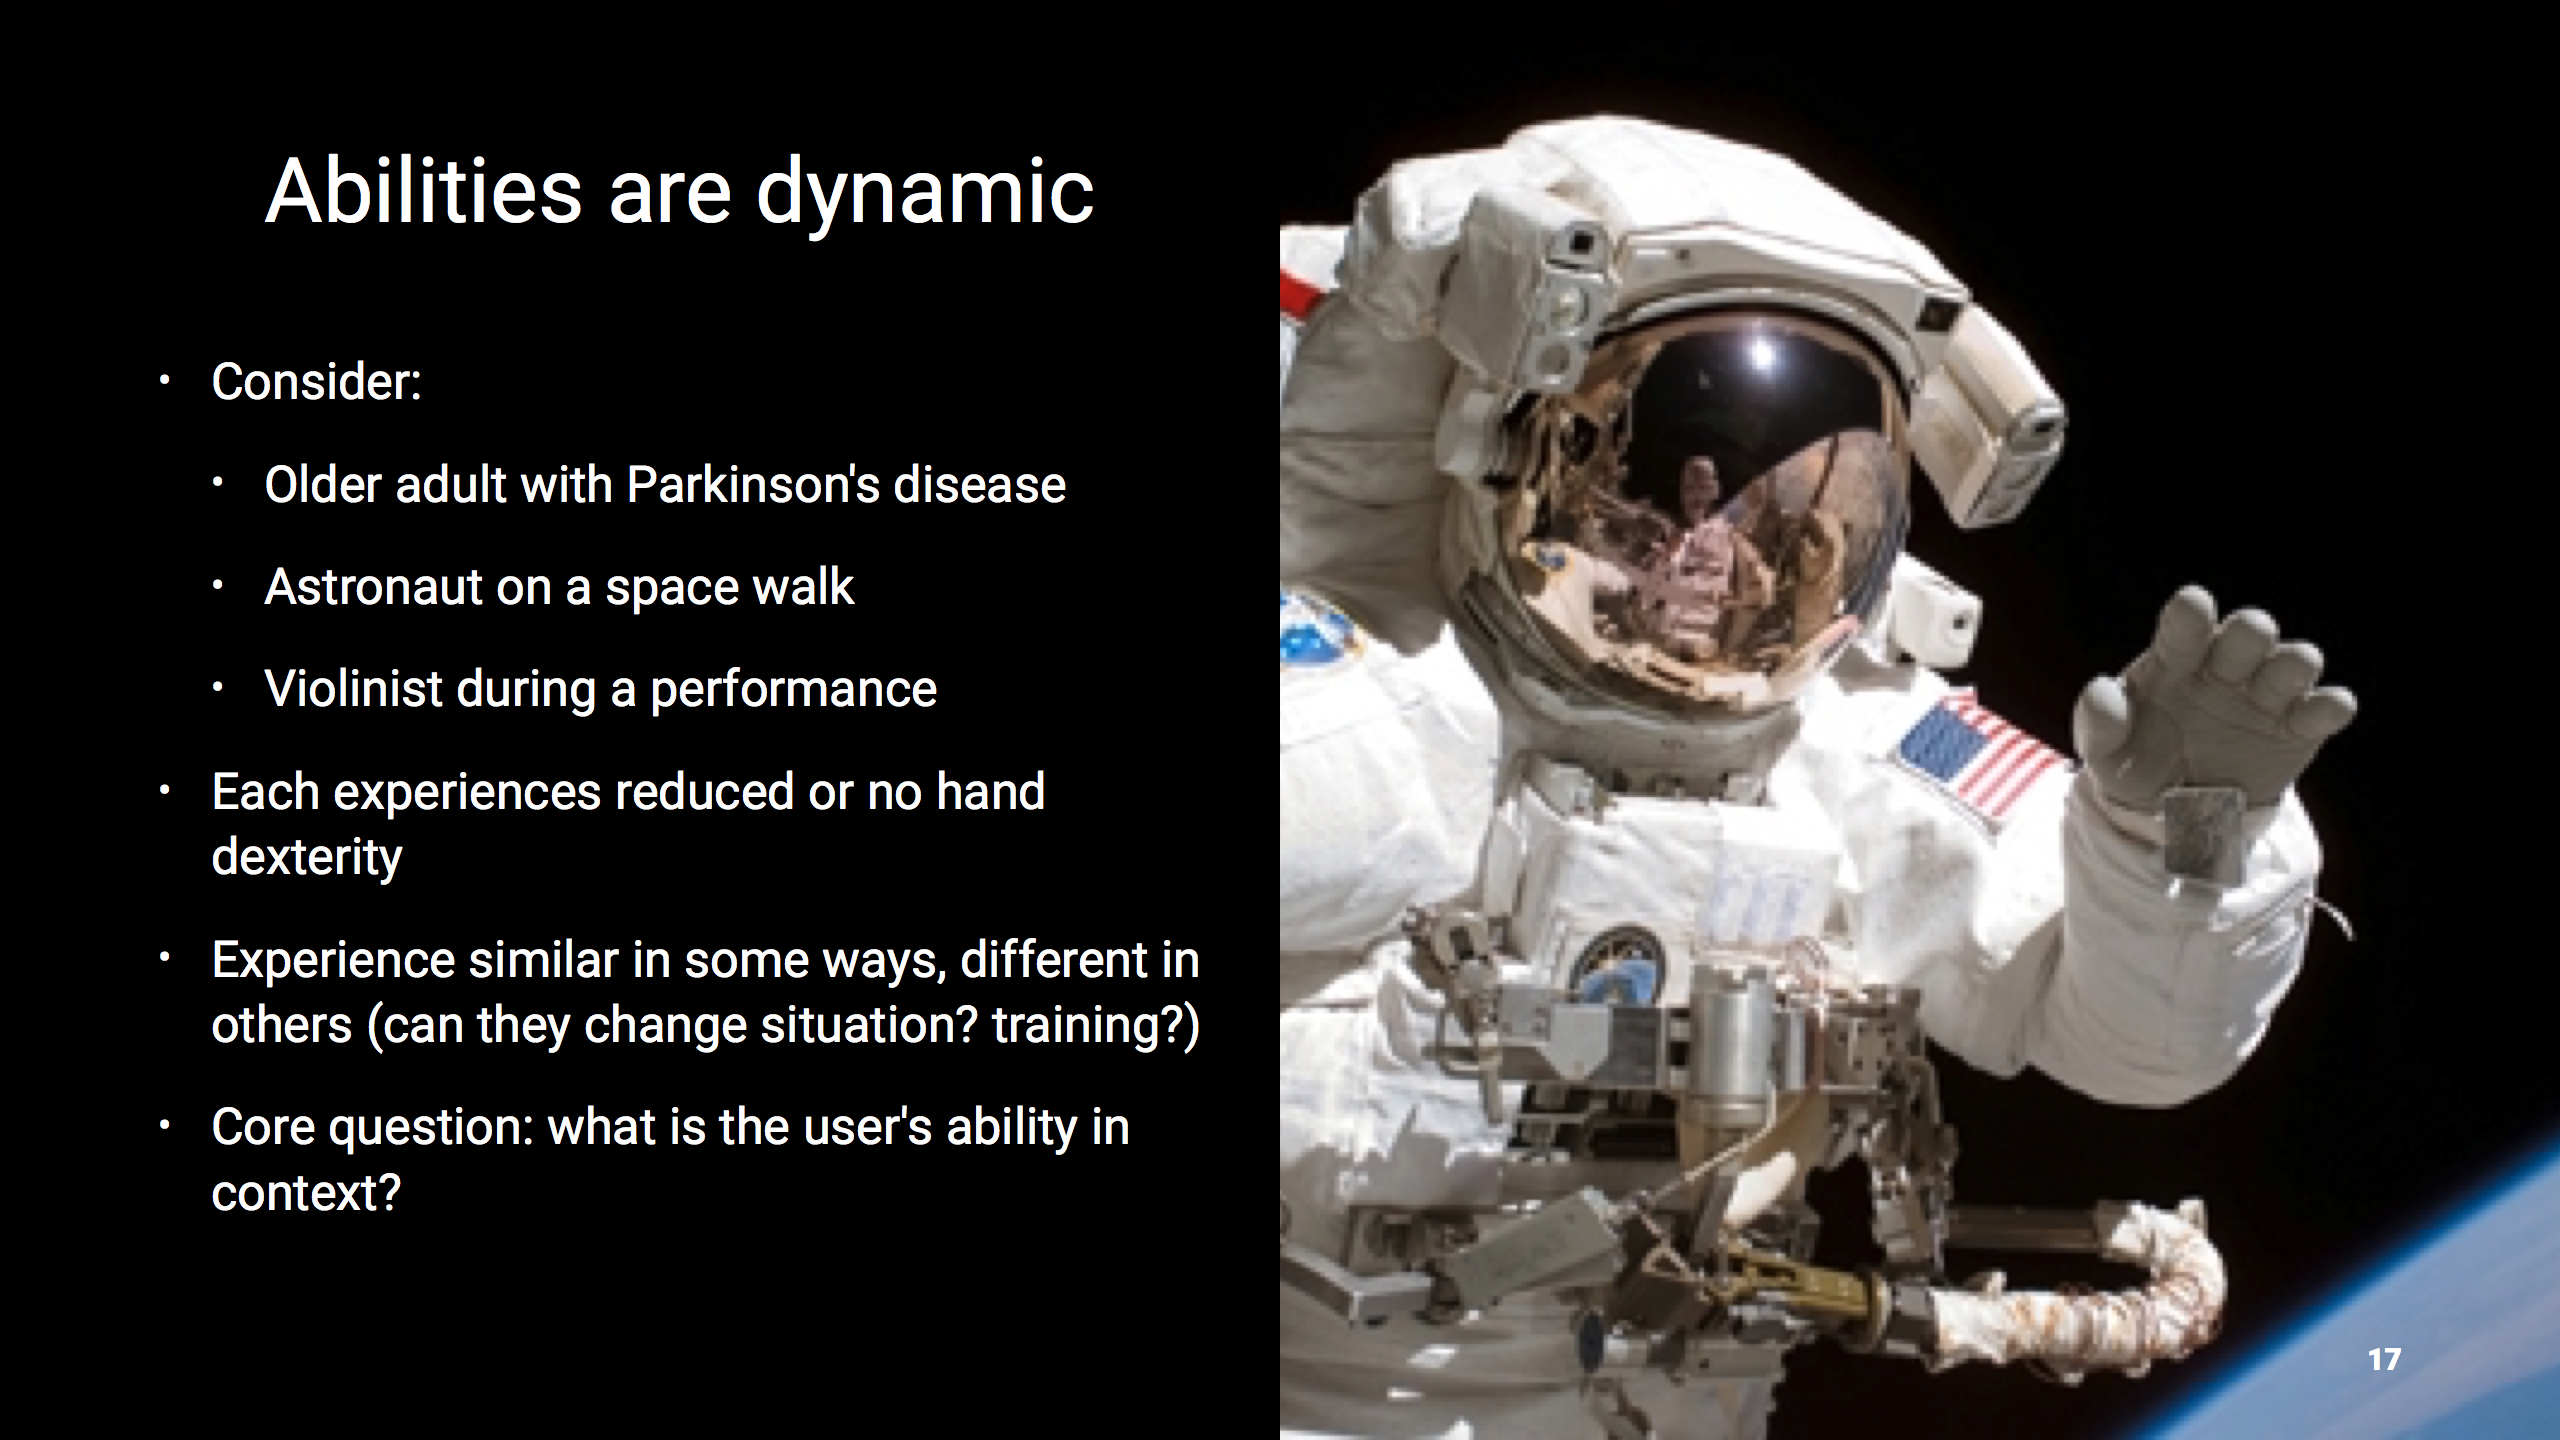 Abilities are dynamic
• Consider:
• Older adult with Parkinson's disease
• Astronaut on a space walk
• Violinist during a performance
• Each experiences reduced or no hand
dexterity
• Experience similar in some ways, different in
others (can they change situation? training?)
• Core question: what is the user's ability in
context?
17